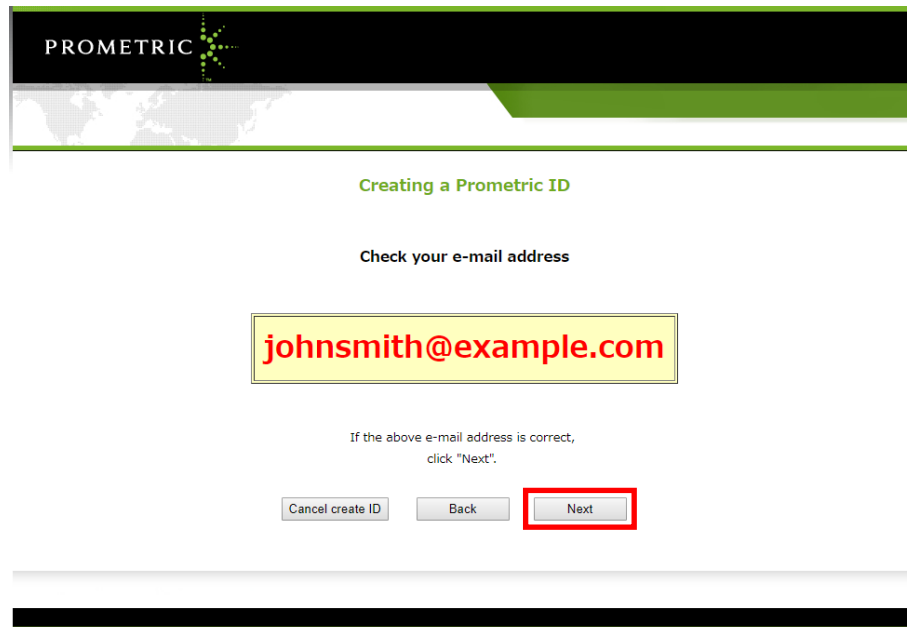 PROMETRIC
TM
Creating a Prometric ID
Check your e-mail address
johnsmith@example.com
If the above e-mail address is correct,
click "Next".
Cancel create ID Back Next